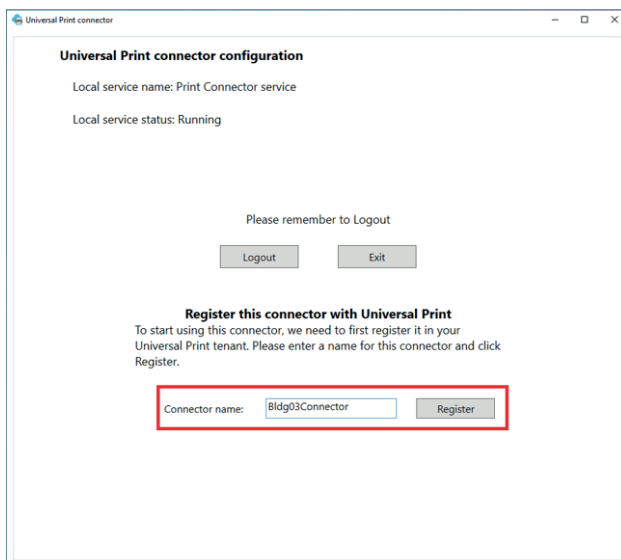 Universal Print connector
Universal Print connector configuration
Local service name: Print Connector service
Local service status: Running
Please remember to Logout
Logout
Exit
Register this connector with Universal Print
To start using this connector, we need to first register it in your
Universal Print tenant. Please enter a name for this connector and click
Register.
Connector name:
Bldg03Connector
Register